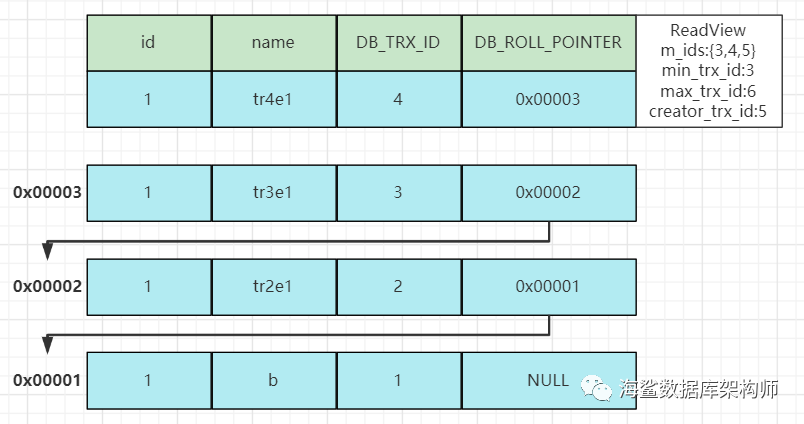 id name DB_TRX_ID DB_ROLL_POINTER
1 tr4e1 4 0x00003
ReadView
m_ids:{3,4,5}
min_trx_id:3
max_trx_id:6
creator_trx_id:5
0x00003 1 tr3e1 3 0x00002
0x00002 1 tr2e1 2 0x00001
0x00001 1 b 1 NULL
海鲨数据库架构师